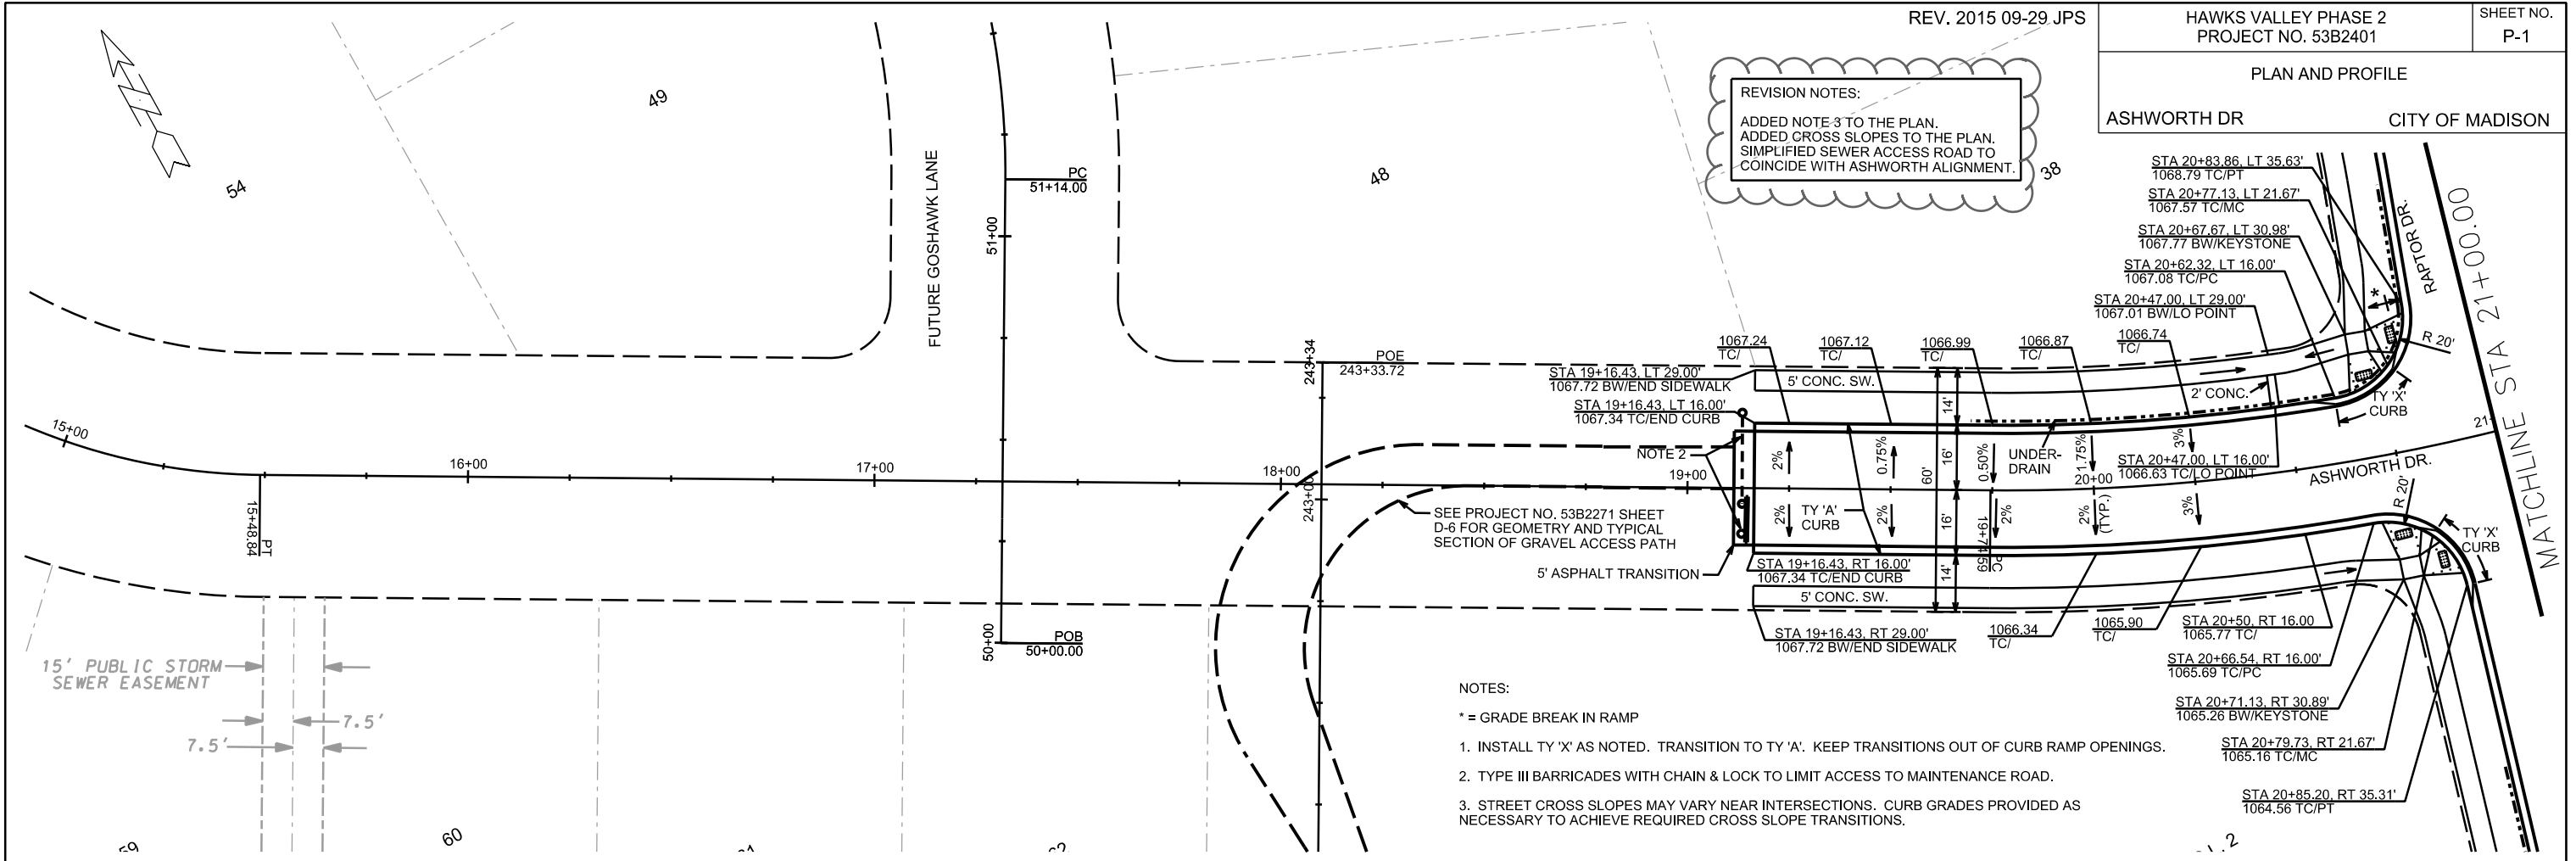 REV. 2015 09-29 JPS
HAWKS VALLEY PHASE 2
PROJECT NO. 53B2401
SHEET NO.
P-1
PLAN AND PROFILE
ASHWORTH DR
CITY OF MADISON
REVISION NOTES:
ADDED NOTE 3 TO THE PLAN.
ADDED CROSS SLOPES TO THE PLAN.
SIMPLIFIED SEWER ACCESS ROAD TO
COINCIDE WITH ASHWORTH ALIGNMENT.
49
54
48
38
FUTURE GOSHAWK LANE
PC
51+14.00
51+00
50+00
POB
50+00.00
243+34
POE
243+33.72
243+00
15+00
16+00
17+00
18+00
19+00
20+00
21
15+48.84
PT
STA 20+83.86, LT 35.63'
1068.79 TC/PT
STA 20+77.13, LT 21.67'
1067.57 TC/MC
STA 20+67.67, LT 30.98'
1067.77 BW/KEYSTONE
STA 20+62.32, LT 16.00'
1067.08 TC/PC
STA 20+47.00, LT 29.00'
1067.01 BW/LO POINT
RAPTOR DR.
MATCHLINE STA 21+00.00
*
R 20'
TY 'X'
CURB
1067.24
TC/
1067.12
TC/
1066.99
TC/
1066.87
TC/
1066.74
TC/
STA 19+16.43, LT 29.00'
1067.72 BW/END SIDEWALK
5' CONC. SW.
STA 19+16.43, LT 16.00'
1067.34 TC/END CURB
2' CONC.
14'
16'
60'
16'
14'
NOTE 2
2%
0.75%
0.50%
1.75%
3%
UNDER-
DRAIN
STA 20+47.00, LT 16.00'
1066.63 TC/LO POINT
ASHWORTH DR.
2%
TY 'A'
CURB
2%
2%
19+74.59
PC
2%
(TYP.)
3%
R 20'
TY 'X'
CURB
SEE PROJECT NO. 53B2271 SHEET
D-6 FOR GEOMETRY AND TYPICAL
SECTION OF GRAVEL ACCESS PATH
5' ASPHALT TRANSITION
STA 19+16.43, RT 16.00'
1067.34 TC/END CURB
5' CONC. SW.
STA 19+16.43, RT 29.00'
1067.72 BW/END SIDEWALK
1066.34
TC/
1065.90
TC/
STA 20+50, RT 16.00
1065.77 TC/
STA 20+66.54, RT 16.00'
1065.69 TC/PC
STA 20+71.13, RT 30.89'
1065.26 BW/KEYSTONE
STA 20+79.73, RT 21.67'
1065.16 TC/MC
STA 20+85.20, RT 35.31'
1064.56 TC/PT
15' PUBLIC STORM
SEWER EASEMENT
7.5'
7.5'
NOTES:
* = GRADE BREAK IN RAMP
1. INSTALL TY 'X' AS NOTED. TRANSITION TO TY 'A'. KEEP TRANSITIONS OUT OF CURB RAMP OPENINGS.
2. TYPE III BARRICADES WITH CHAIN & LOCK TO LIMIT ACCESS TO MAINTENANCE ROAD.
3. STREET CROSS SLOPES MAY VARY NEAR INTERSECTIONS. CURB GRADES PROVIDED AS
NECESSARY TO ACHIEVE REQUIRED CROSS SLOPE TRANSITIONS.
60